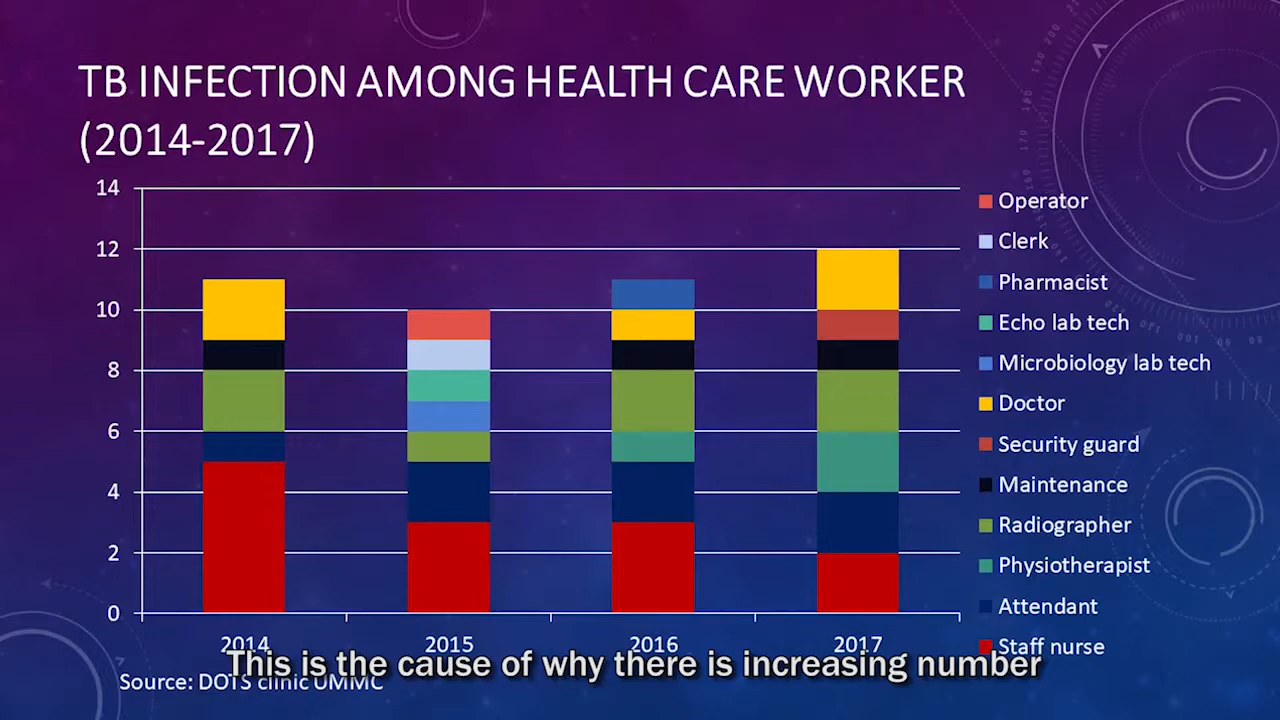 TB INFECTION AMONG HEALTH CARE WORKER
(2014-2017)
14
12
10
8
6
4
2
0
2014 2015 2016 2017
Operator
Clerk
Pharmacist
Echo lab tech
Microbiology lab tech
Doctor
Security guard
Maintenance
Radiographer
Physiotherapist
Attendant
Staff nurse
This is the cause of why there is increasing number
Source: DOTS clinic UMMC